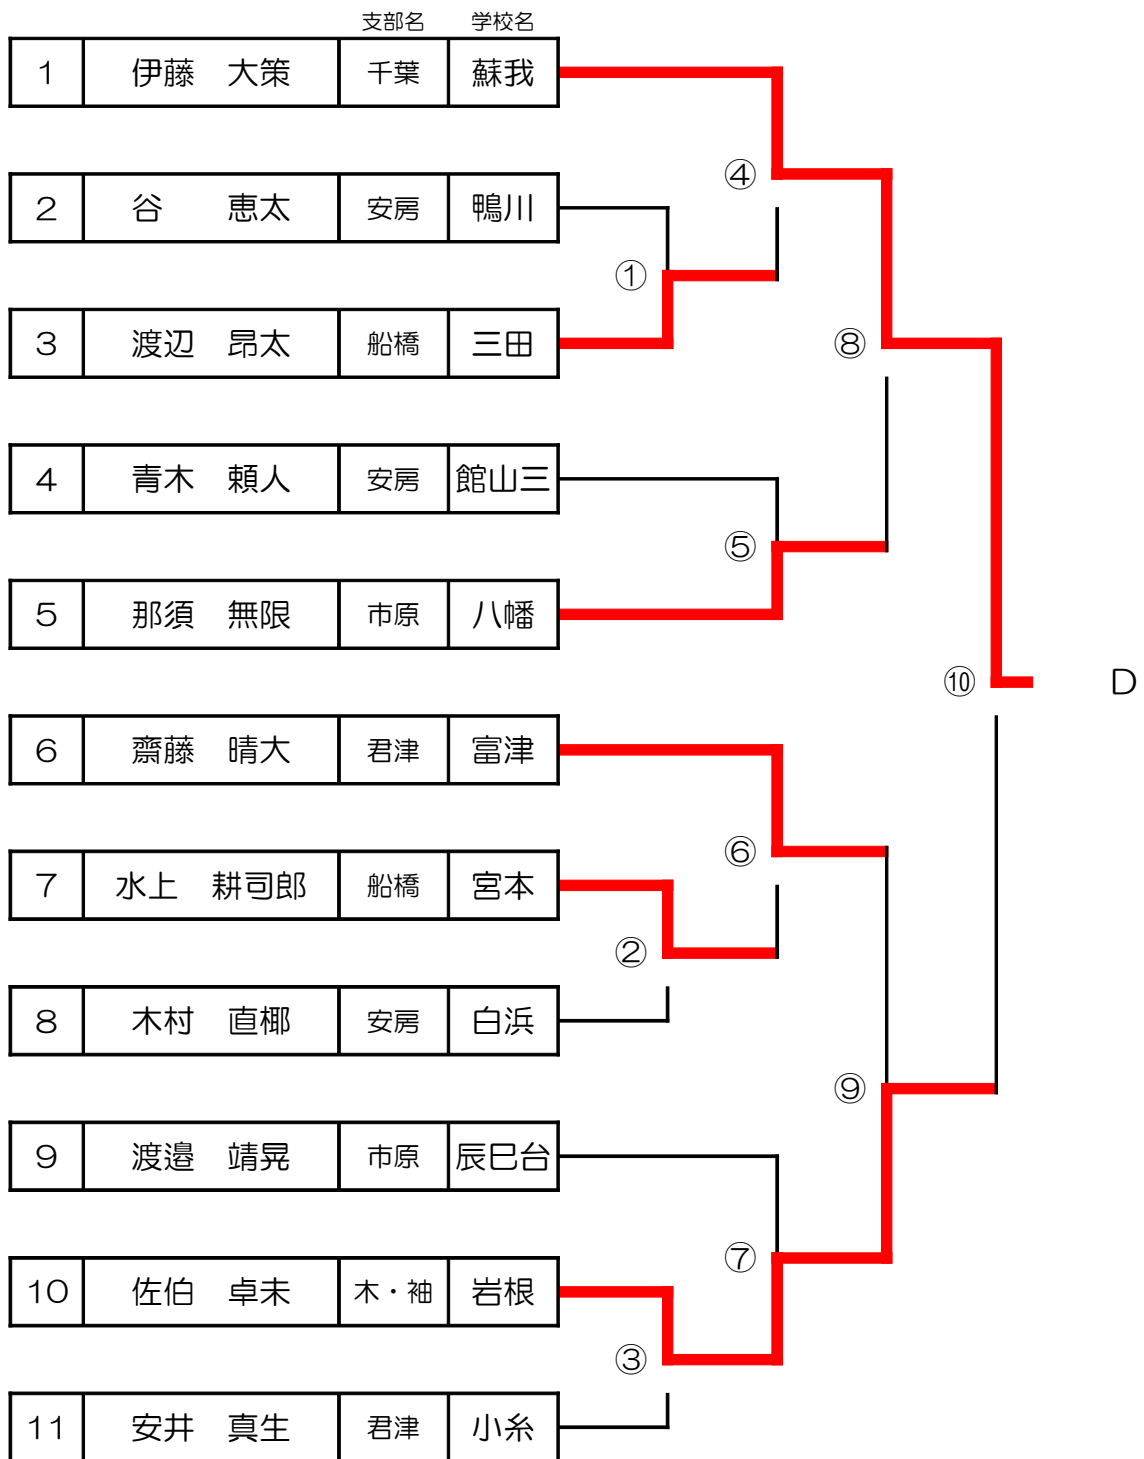 支部名 学校名
1 伊藤 大策 千葉 蘇我
④
2 谷 恵太 安房 鴨川
①
3 渡辺 昂太 船橋 三田
⑧
4 青木 頼人 安房 館山三
⑤
5 那須 無限 市原 八幡
⑩ D
6 齋藤 晴大 君津 富津
⑥
7 水上 耕司郎 船橋 宮本
②
8 木村 直椰 安房 白浜
⑨
9 渡邉 靖晃 市原 辰巳台
⑦
10 佐伯 卓未 木・袖 岩根
③
11 安井 真生 君津 小糸